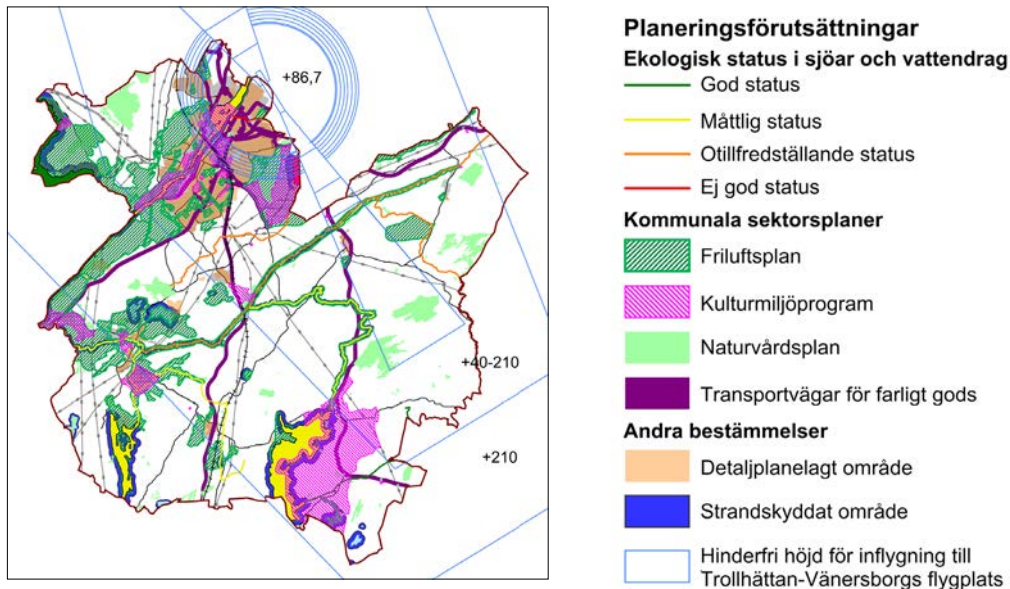 +86,7
+40-210
+210
Planeringsförutsättningar
Ekologisk status i sjöar och vattendrag
God status
Måttlig status
Otillfredställande status
Ej god status
Kommunala sektorsplaner
Friluftsplan
Kulturmiljöprogram
Naturvårdsplan
Transportvägar för farligt gods
Andra bestämmelser
Detaljplanelagt område
Strandskyddat område
Hinderfri höjd för inflygning till
Trollhättan-Vänersborgs flygplats